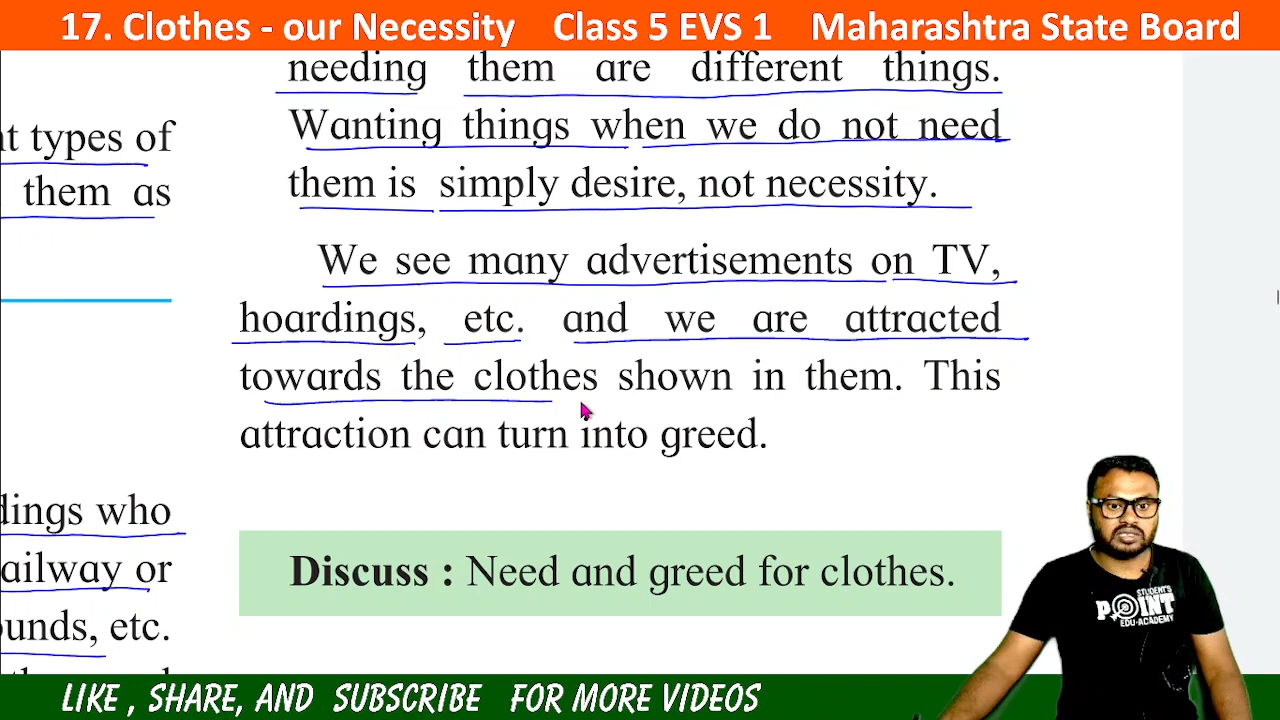 17. Clothes - our Necessity Class 5 EVS 1 Maharashtra State Board
types of
them as
who
or
etc.
needing them are different things.
Wanting things when we do not need
them is simply desire, not necessity.
We see many advertisements on TV,
hoardings, etc. and we are attracted
towards the clothes shown in them. This
attraction can turn into greed.
Discuss : Need and greed for clothes.
STUDENT'S
POINT
EDU-ACADEMY
LIKE , SHARE, AND SUBSCRIBE FOR MORE VIDEOS